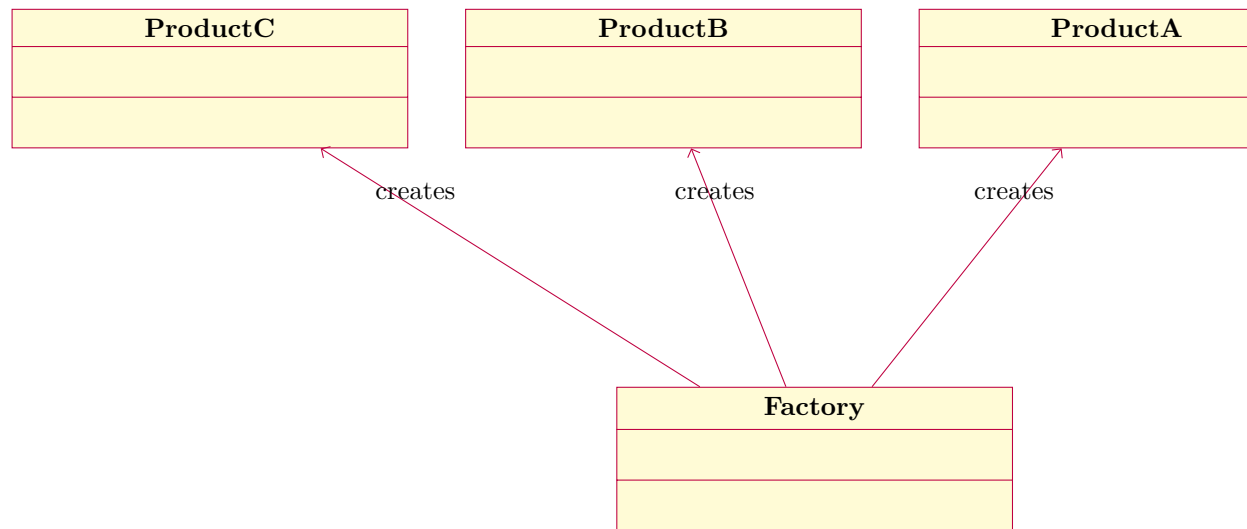 ProductC
ProductB
ProductA
creates
creates
creates
Factory